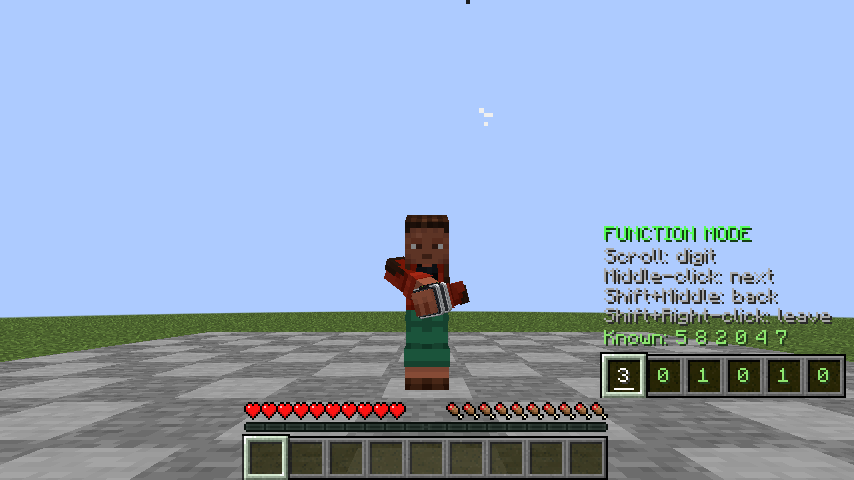 FUNCTION MODE
Scroll: digit
Middle-click: next
Shift+Middle: back
Shift+Right-click: leave
Known: 5 8 2 0 4 7
3 0 1 0 1 0